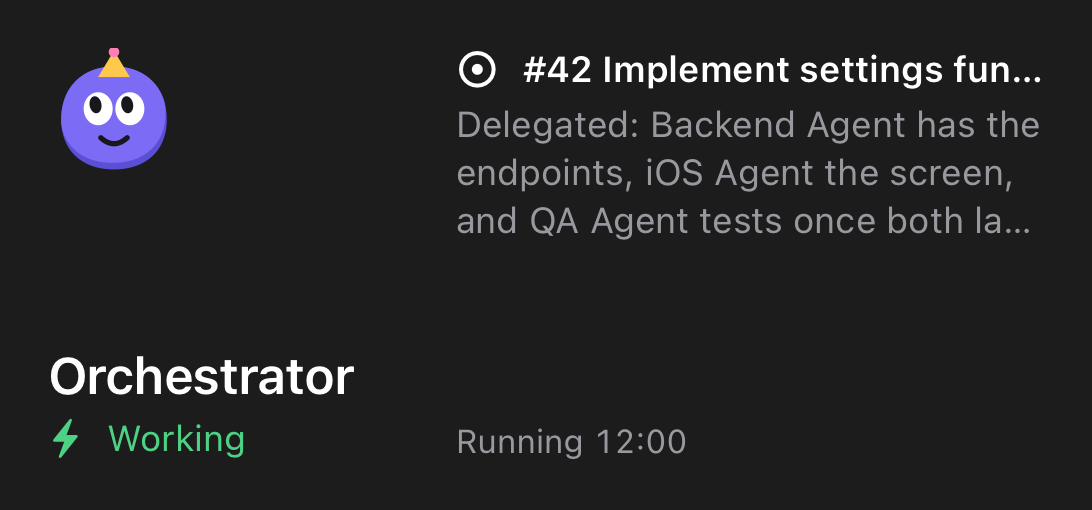 #42 Implement settings fun...
Delegated: Backend Agent has the
endpoints, iOS Agent the screen,
and QA Agent tests once both la...
Orchestrator
Working
Running 12:00